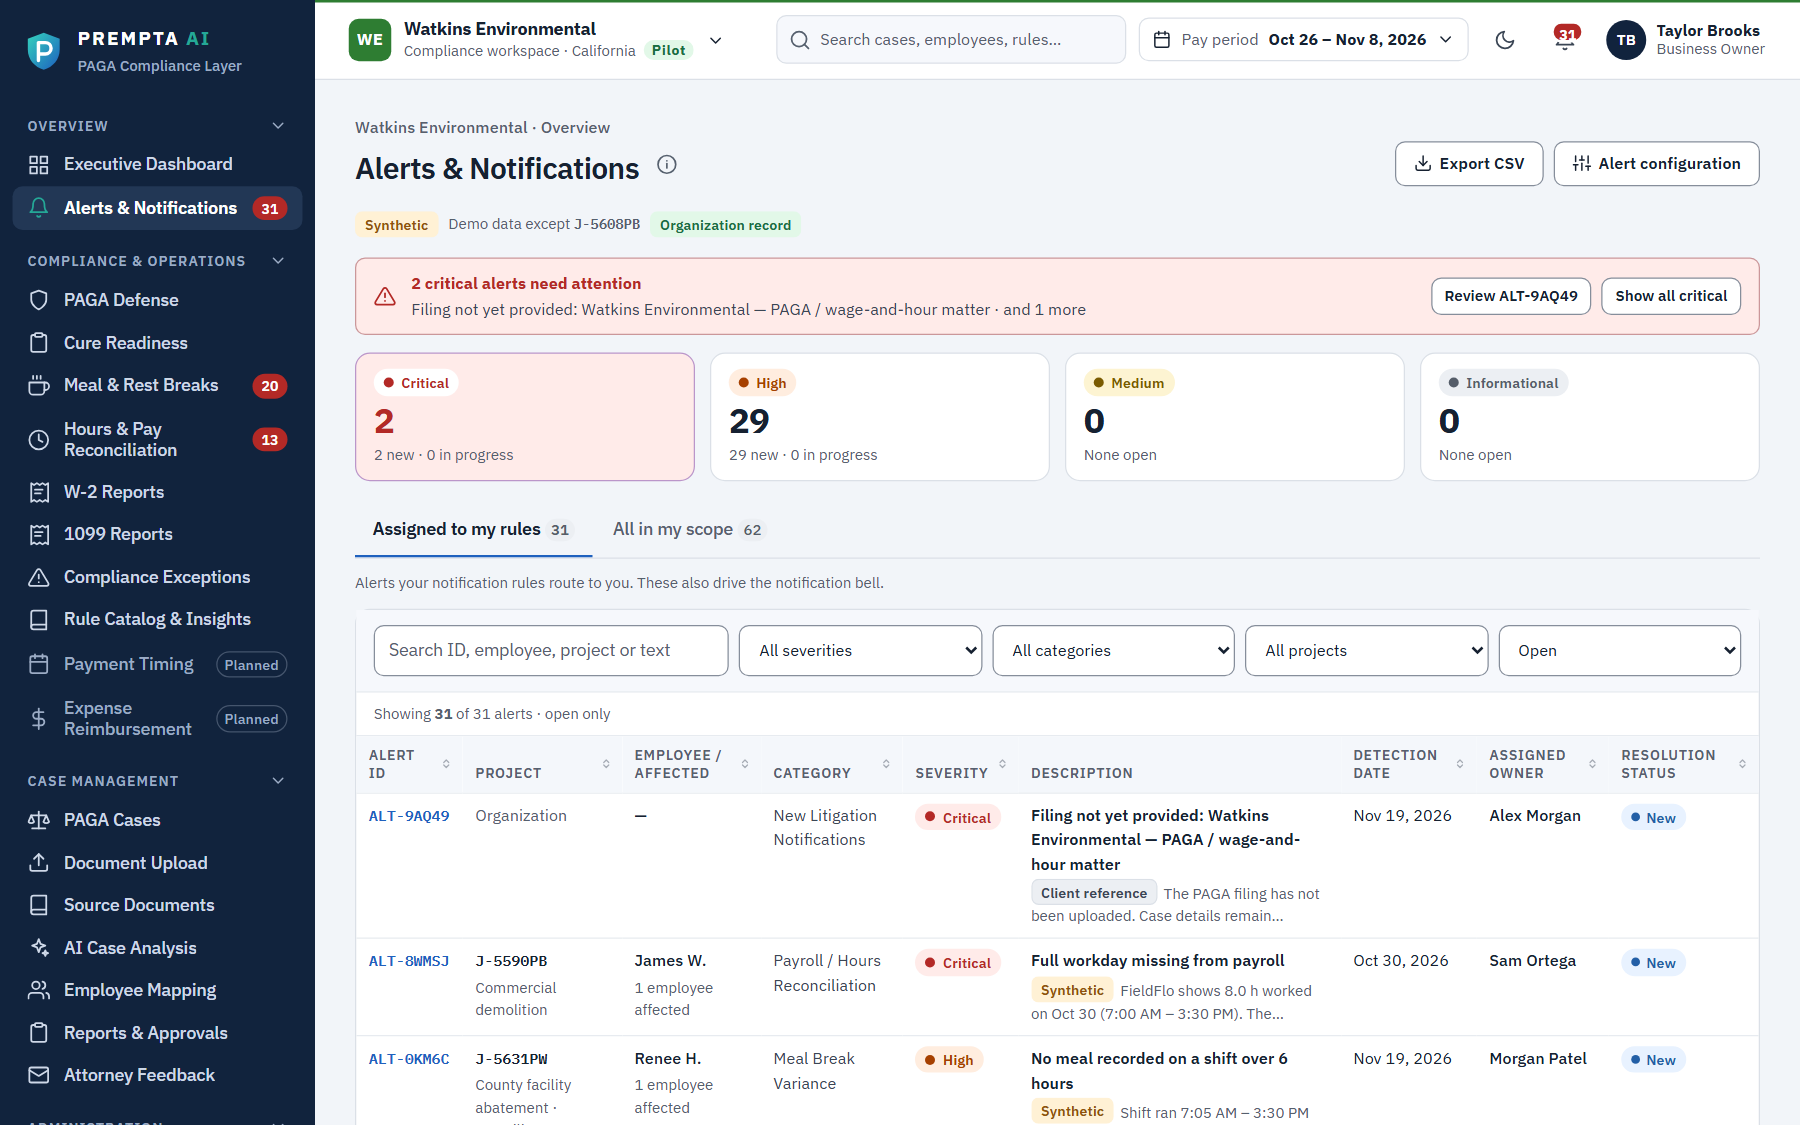 PREMPTA AI
PAGA Compliance Layer
OVERVIEW
Executive Dashboard
Alerts & Notifications 31
COMPLIANCE & OPERATIONS
PAGA Defense
Cure Readiness
Meal & Rest Breaks 20
Hours & Pay
Reconciliation 13
W-2 Reports
1099 Reports
Compliance Exceptions
Rule Catalog & Insights
Payment Timing Planned
Expense
Reimbursement Planned
CASE MANAGEMENT
PAGA Cases
Document Upload
Source Documents
AI Case Analysis
Employee Mapping
Reports & Approvals
Attorney Feedback
WE
Watkins Environmental
Compliance workspace · California Pilot
Search cases, employees, rules...
Pay period Oct 26 – Nov 8, 2026
31
TB
Taylor Brooks
Business Owner
Watkins Environmental · Overview
Alerts & Notifications
Export CSV
Alert configuration
Synthetic Demo data except J-5608PB Organization record
2 critical alerts need attention
Filing not yet provided: Watkins Environmental — PAGA / wage-and-hour matter · and 1 more
Review ALT-9AQ49
Show all critical
Critical
2
2 new · 0 in progress
High
29
29 new · 0 in progress
Medium
0
None open
Informational
0
None open
Assigned to my rules 31
All in my scope 62
Alerts your notification rules route to you. These also drive the notification bell.
Search ID, employee, project or text
All severities
All categories
All projects
Open
Showing 31 of 31 alerts · open only
ALERT ID
PROJECT
EMPLOYEE / AFFECTED
CATEGORY
SEVERITY
DESCRIPTION
DETECTION DATE
ASSIGNED OWNER
RESOLUTION STATUS
ALT-9AQ49
Organization
—
New Litigation
Notifications
Critical
Filing not yet provided: Watkins
Environmental — PAGA / wage-and-
hour matter
Client reference The PAGA filing has not
been uploaded. Case details remain...
Nov 19, 2026
Alex Morgan
New
ALT-8WMSJ
J-5590PB
Commercial
demolition
James W.
1 employee
affected
Payroll / Hours
Reconciliation
Critical
Full workday missing from payroll
Synthetic FieldFlo shows 8.0 h worked
on Oct 30 (7:00 AM – 3:30 PM). The...
Oct 30, 2026
Sam Ortega
New
ALT-0KM6C
J-5631PW
County facility
abatement ·
Renee H.
1 employee
affected
Meal Break
Variance
High
No meal recorded on a shift over 6
hours
Synthetic Shift ran 7:05 AM – 3:30 PM
Nov 19, 2026
Morgan Patel
New